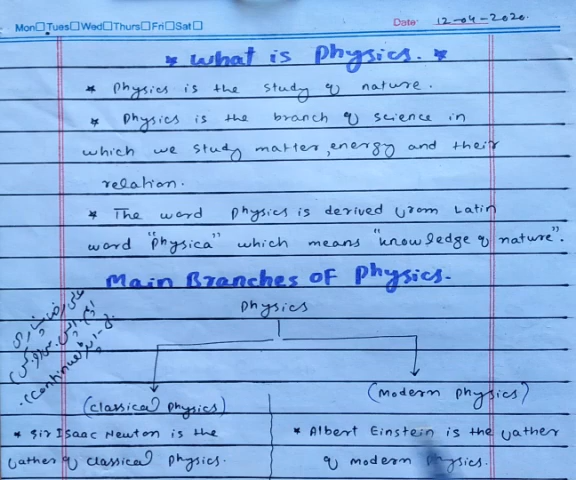 Mon Tues Wed Thurs Fri Sat Date: 12-04-2020
* What is Physics. *
* Physics is the study of nature.
* Physics is the branch of science in
which we study matter, energy and their
relation.
* The word Physics is derived from Latin
word "Physica" which means "knowledge of nature".
Main Branches of Physics.
Physics
(Continue)
(Classical Physics) (Modern Physics)
* Sir Isaac Newton is the
father of classical Physics.
* Albert Einstein is the father
of modern Physics.